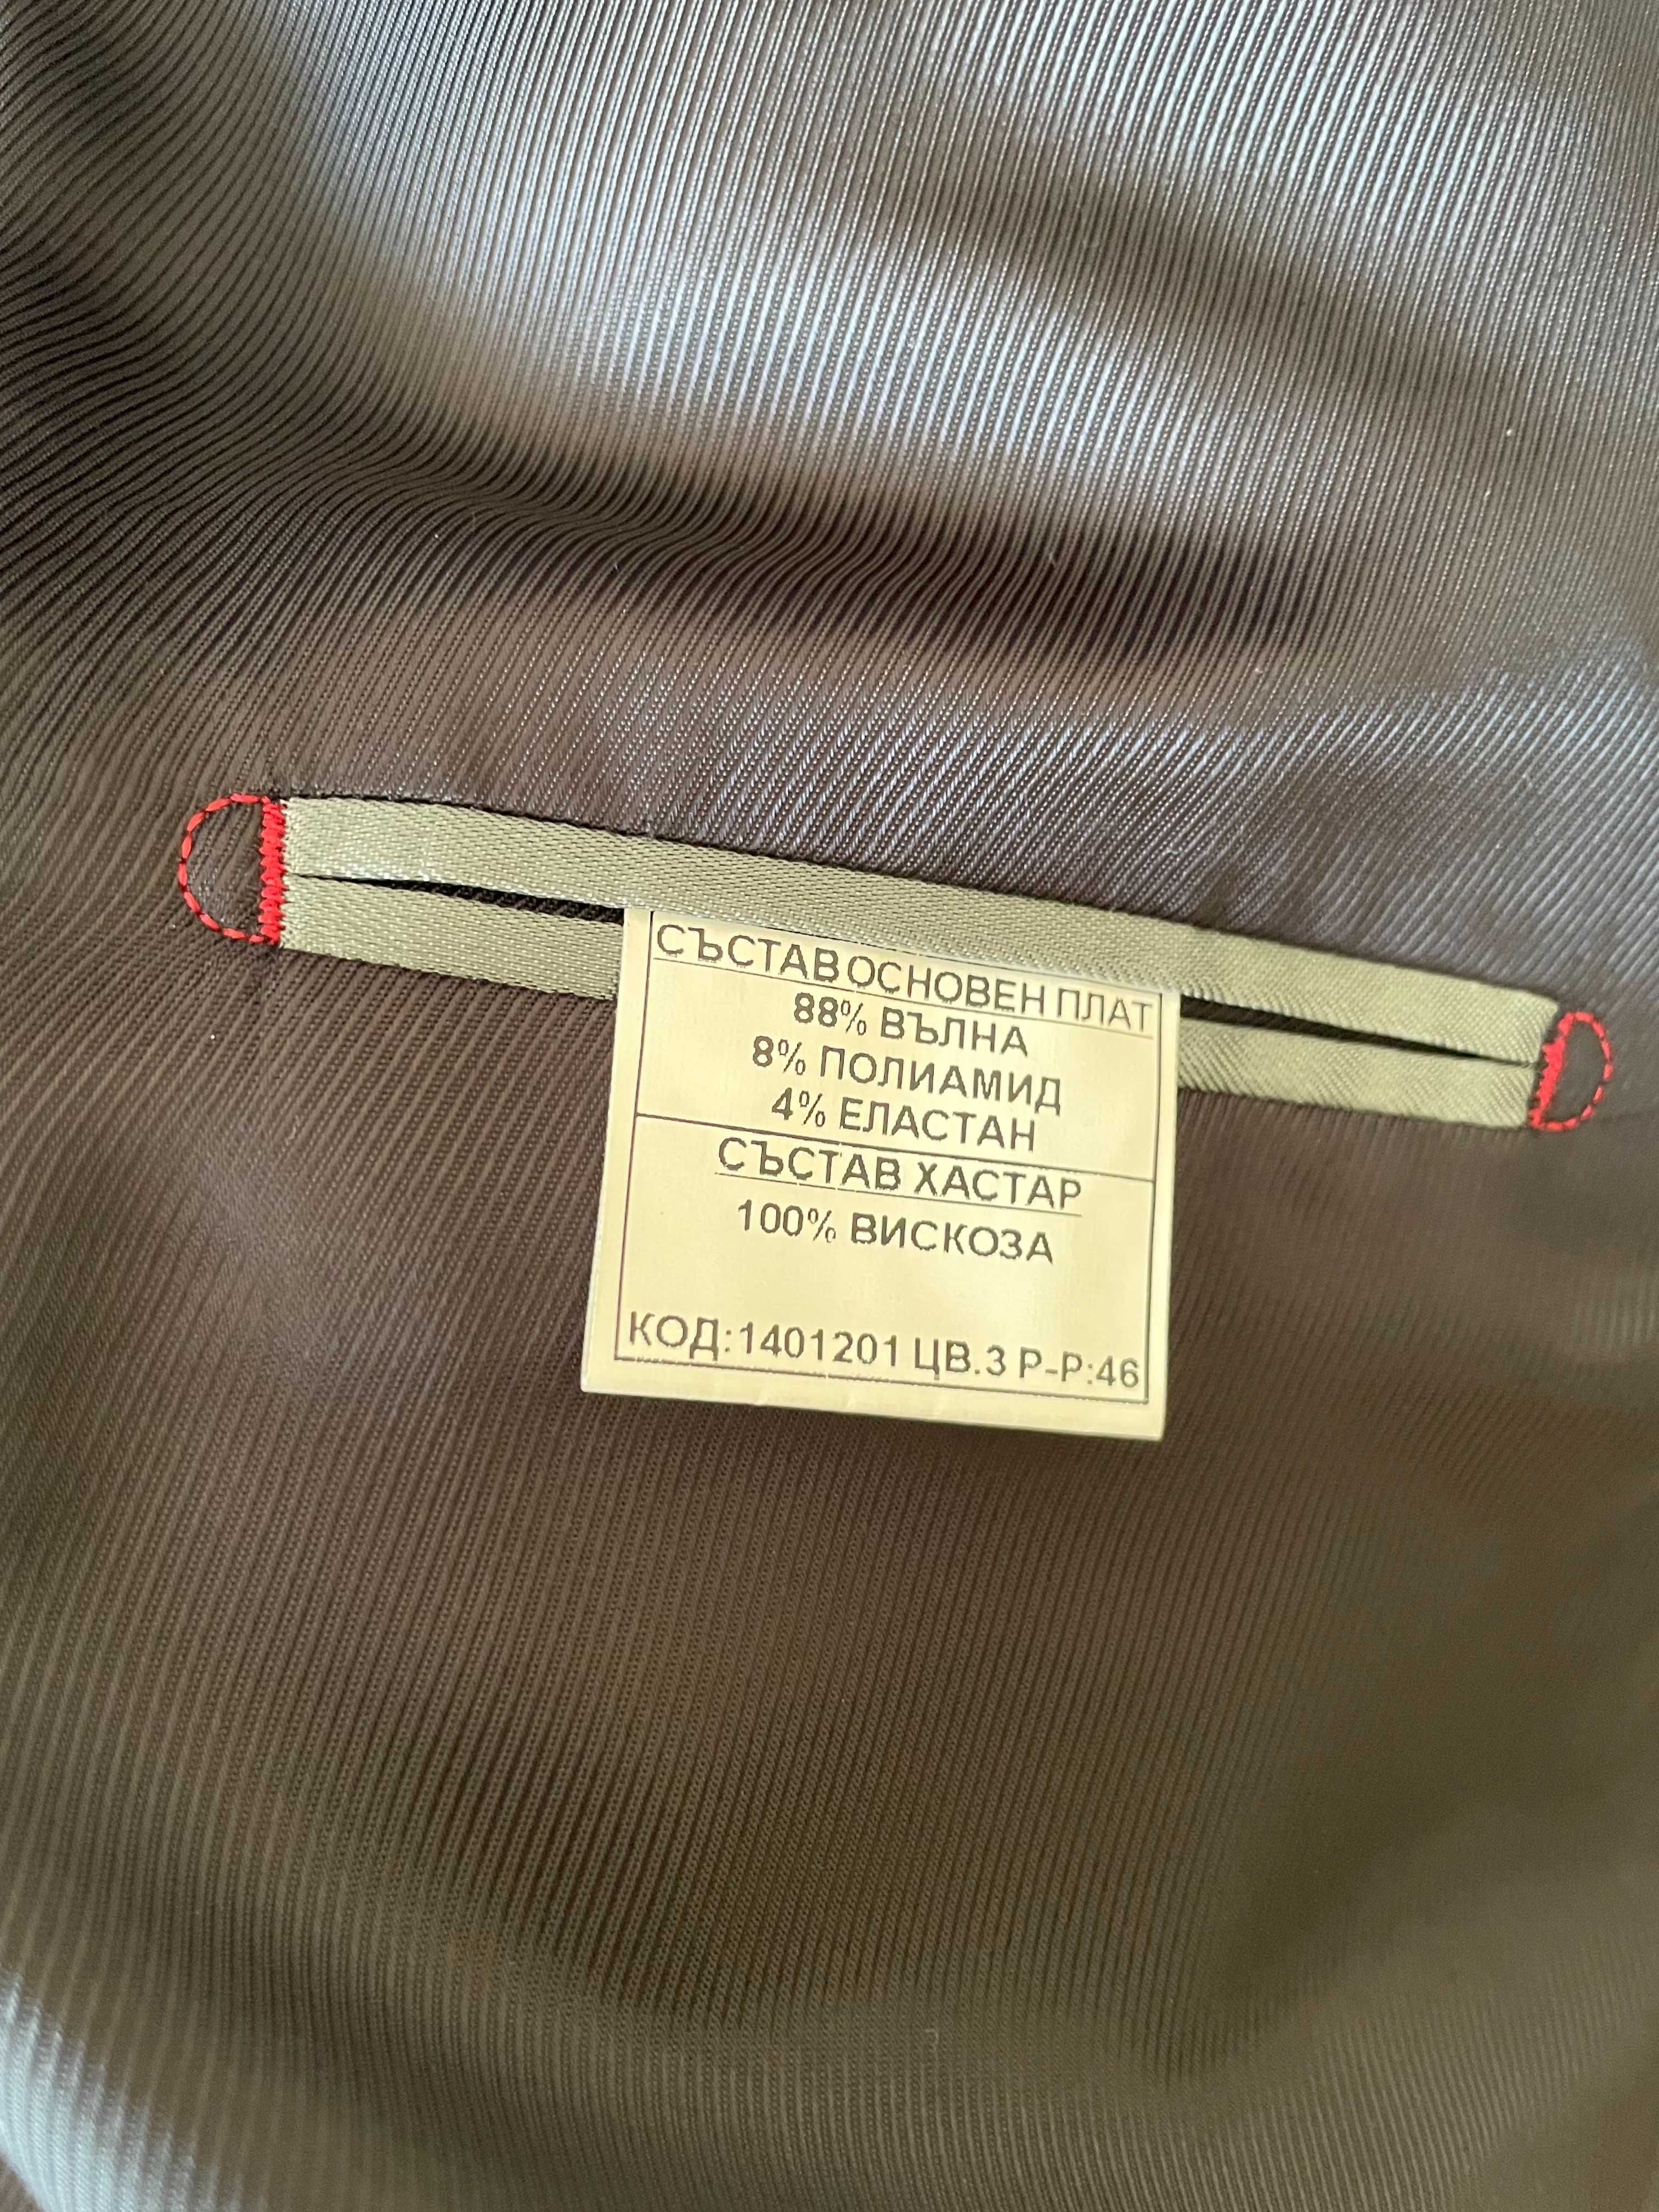 СЪСТАВ ОСНОВЕН ПЛАТ
88% ВЪЛНА
8% ПОЛИАМИД
4% ЕЛАСТАН
СЪСТАВ ХАСТАР
100% ВИСКОЗА
КОД:1401201 ЦВ.3 Р-Р:46